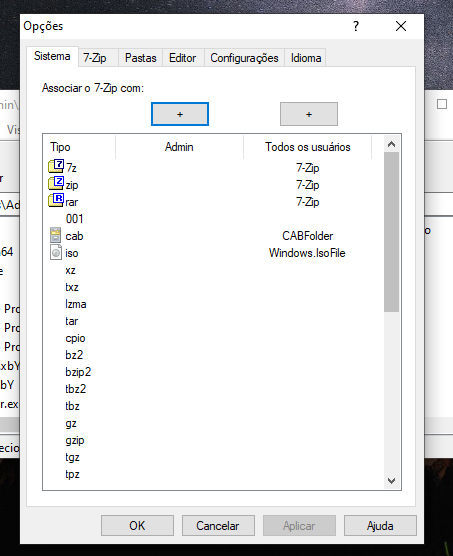 Opções
Sistema 7-Zip Pastas Editor Configurações Idioma
Associar o 7-Zip com:
+ +
Tipo Admin Todos os usuários
7z 7-Zip
zip 7-Zip
rar 7-Zip
001
cab CABFolder
iso Windows.IsoFile
xz
txz
lzma
tar
cpio
bz2
bzip2
tbz2
tbz
gz
gzip
tgz
tpz
OK Cancelar Aplicar Ajuda